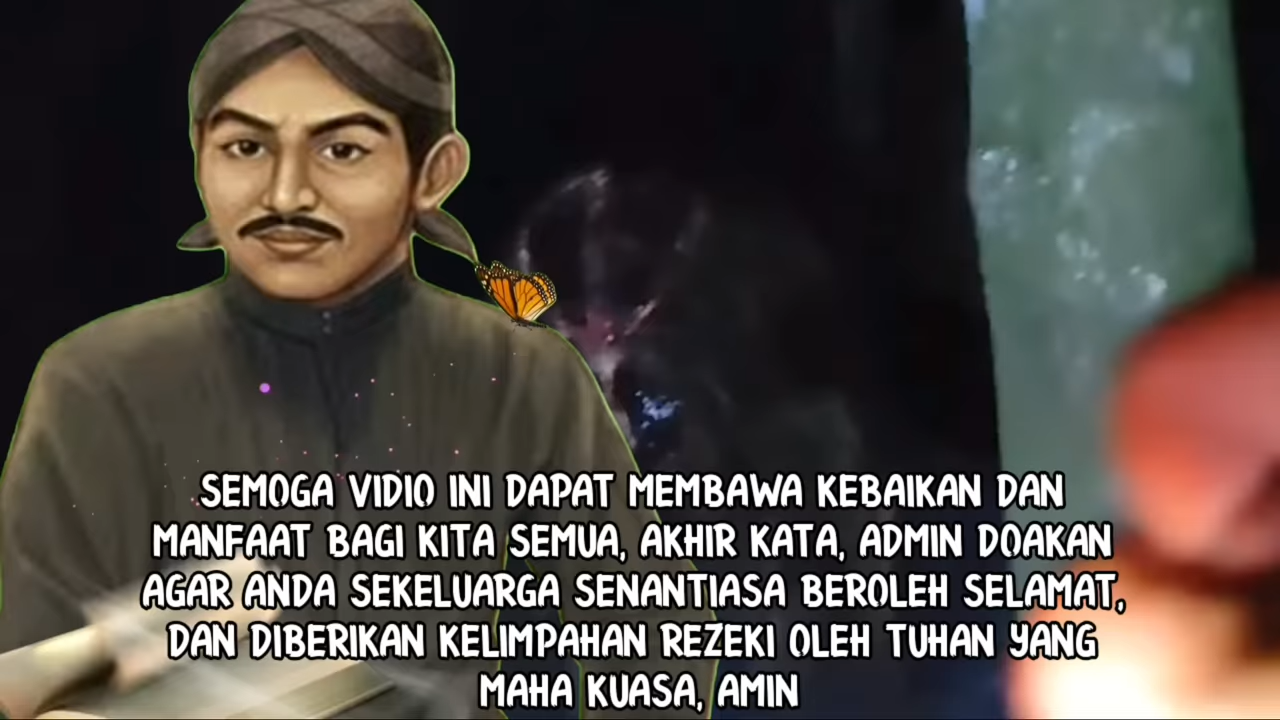 SEMOGA VIDIO INI DAPAT MEMBAWA KEBAIKAN DAN
MANFAAT BAGI KITA SEMUA, AKHIR KATA, ADMIN DOAKAN
AGAR ANDA SEKELUARGA SENANTIASA BEROLEH SELAMAT,
DAN DIBERIKAN KELIMPAHAN REZEKI OLEH TUHAN YANG
MAHA KUASA, AMIN